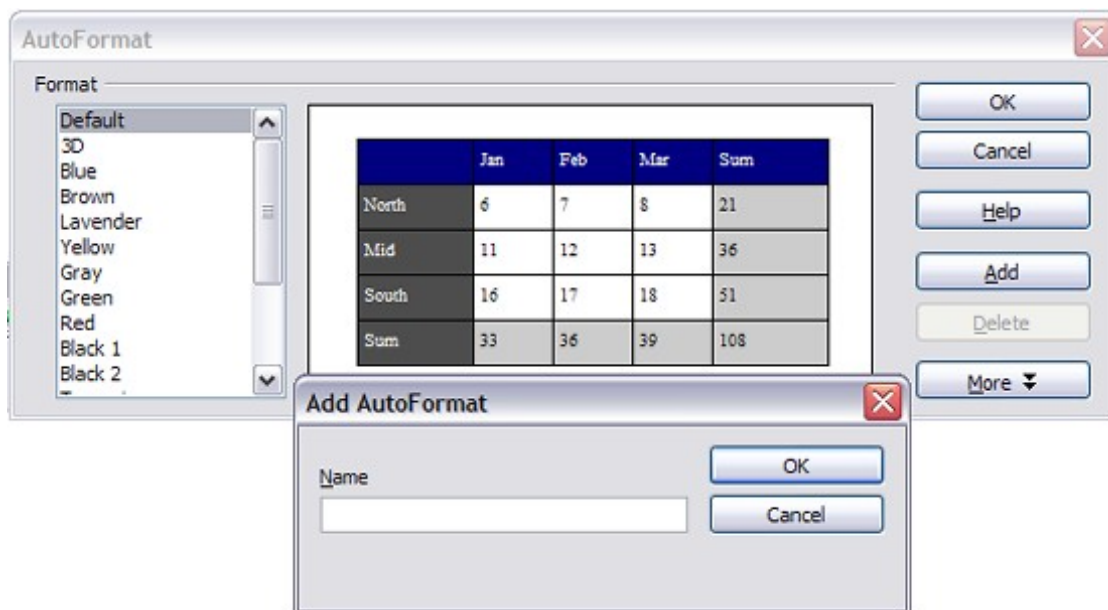 AutoFormat
Format
Default
3D
Blue
Brown
Lavender
Yellow
Gray
Green
Red
Black 1
Black 2
Jan Feb Mar Sum
North 6 7 8 21
Mid 11 12 13 36
South 16 17 18 51
Sum 33 36 39 108
OK
Cancel
Help
Add
Delete
More
Add AutoFormat
Name
OK
Cancel